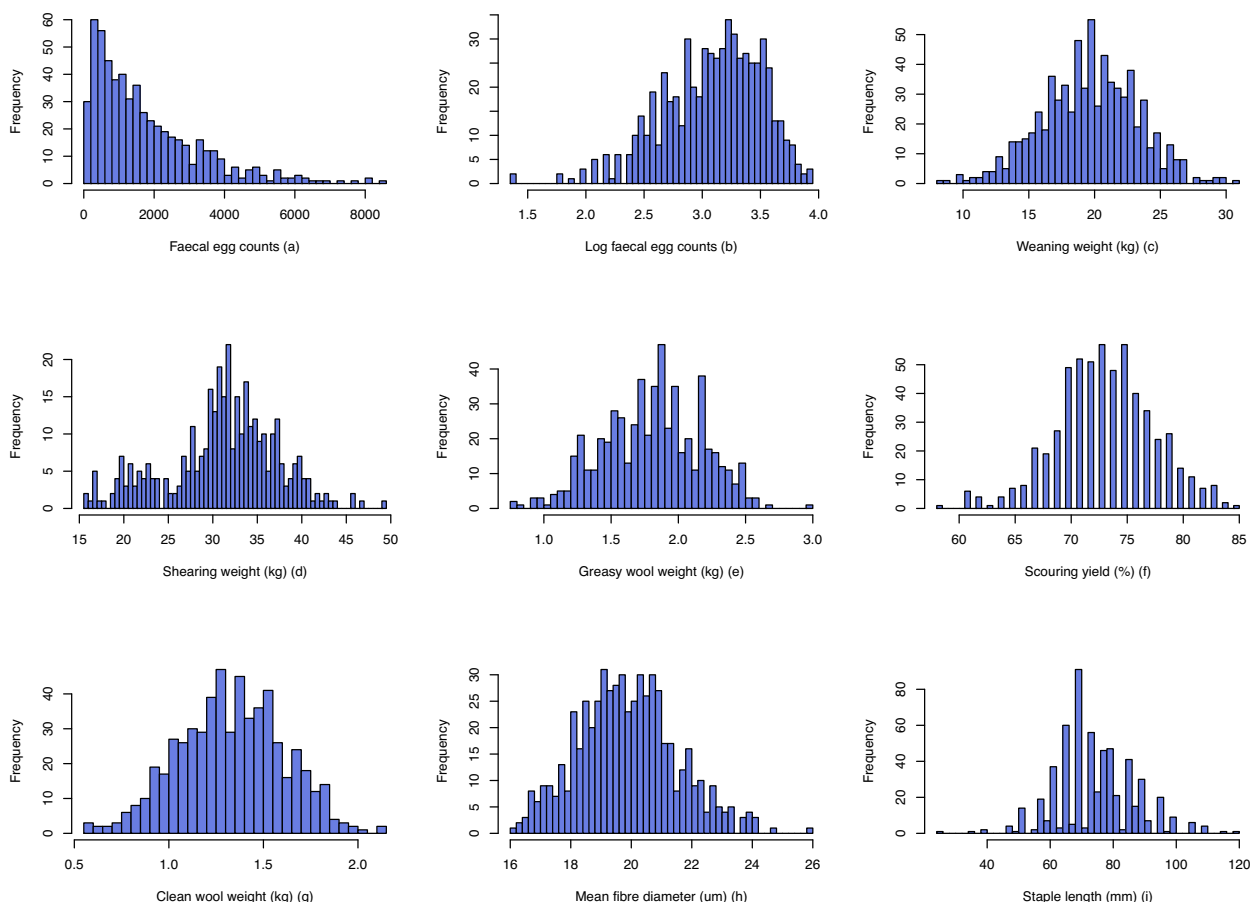 Frequency
0 10 20 30 40 50 60
0 2000 4000 6000 8000
Faecal egg counts (a)
Frequency
0 5 10 20 30
1.5 2.0 2.5 3.0 3.5 4.0
Log faecal egg counts (b)
Frequency
0 10 20 30 40 50
10 15 20 25 30
Weaning weight (kg) (c)
Frequency
0 5 10 15 20
15 20 25 30 35 40 45 50
Shearing weight (kg) (d)
Frequency
0 10 20 30 40
1.0 1.5 2.0 2.5 3.0
Greasy wool weight (kg) (e)
Frequency
0 10 20 30 40 50
60 65 70 75 80 85
Scouring yield (%) (f)
Frequency
0 10 20 30 40
0.5 1.0 1.5 2.0
Clean wool weight (kg) (g)
Frequency
0 5 10 15 20 25 30
16 18 20 22 24 26
Mean fibre diameter (um) (h)
Frequency
0 20 40 60 80
40 60 80 100 120
Staple length (mm) (i)